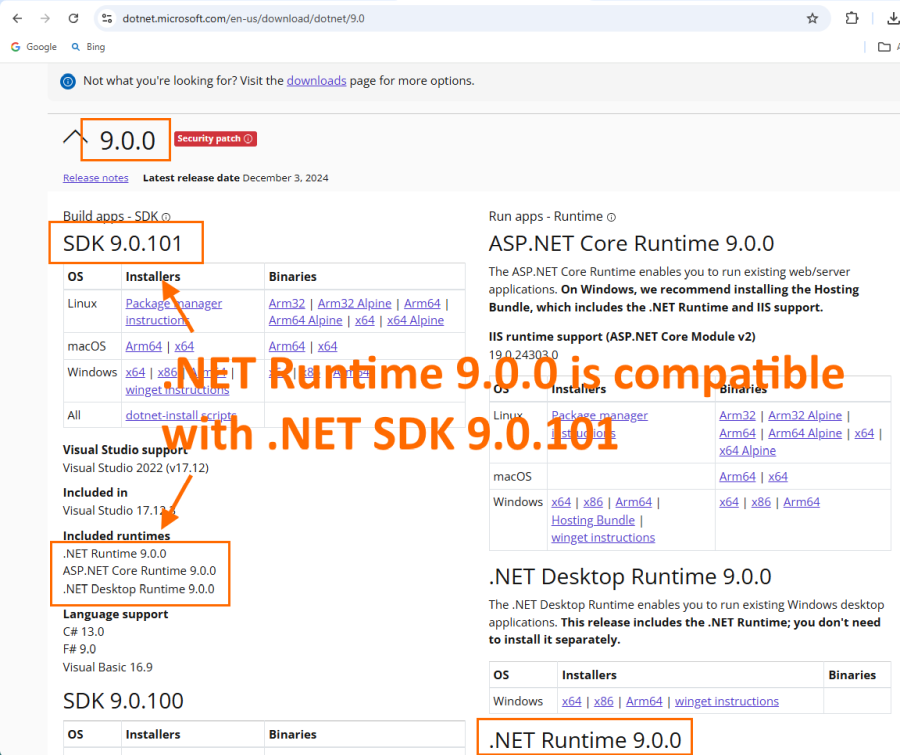 dotnet.microsoft.com/en-us/download/dotnet/9.0
Google Bing
Not what you're looking for? Visit the downloads page for more options.
9.0.0 Security patch
Release notes Latest release date December 3, 2024
Build apps - SDK
SDK 9.0.101
OS Installers Binaries
Linux Package manager instructions Arm32 | Arm32 Alpine | Arm64 |
Arm64 Alpine | x64 | x64 Alpine
macOS Arm64 | x64 Arm64 | x64
Windows x64 | x86 | Arm64 | x64 | x86 | Arm64
winget instructions
All dotnet-install scripts
.NET Runtime 9.0.0 is compatible
with .NET SDK 9.0.101
Visual Studio support
Visual Studio 2022 (v17.12)
Included in
Visual Studio 17.12.3
Included runtimes
.NET Runtime 9.0.0
ASP.NET Core Runtime 9.0.0
.NET Desktop Runtime 9.0.0
Language support
C# 13.0
F# 9.0
Visual Basic 16.9
SDK 9.0.100
OS Installers Binaries
Run apps - Runtime
ASP.NET Core Runtime 9.0.0
The ASP.NET Core Runtime enables you to run existing web/server
applications. On Windows, we recommend installing the Hosting
Bundle, which includes the .NET Runtime and IIS support.
IIS runtime support (ASP.NET Core Module v2)
19.0.24303.0
OS Installers Binaries
Linux Package manager instructions Arm32 | Arm32 Alpine |
Arm64 | Arm64 Alpine | x64 |
x64 Alpine
macOS Arm64 | x64
Windows x64 | x86 | Arm64 | x64 | x86 | Arm64
Hosting Bundle |
winget instructions
.NET Desktop Runtime 9.0.0
The .NET Desktop Runtime enables you to run existing Windows desktop
applications. This release includes the .NET Runtime; you don't need
to install it separately.
OS Installers Binaries
Windows x64 | x86 | Arm64 | winget instructions
.NET Runtime 9.0.0